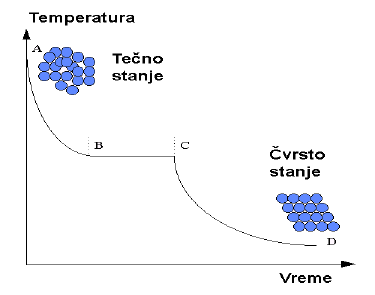 Temperatura
A
Tečno
stanje
B
C
Čvrsto
stanje
D
Vreme